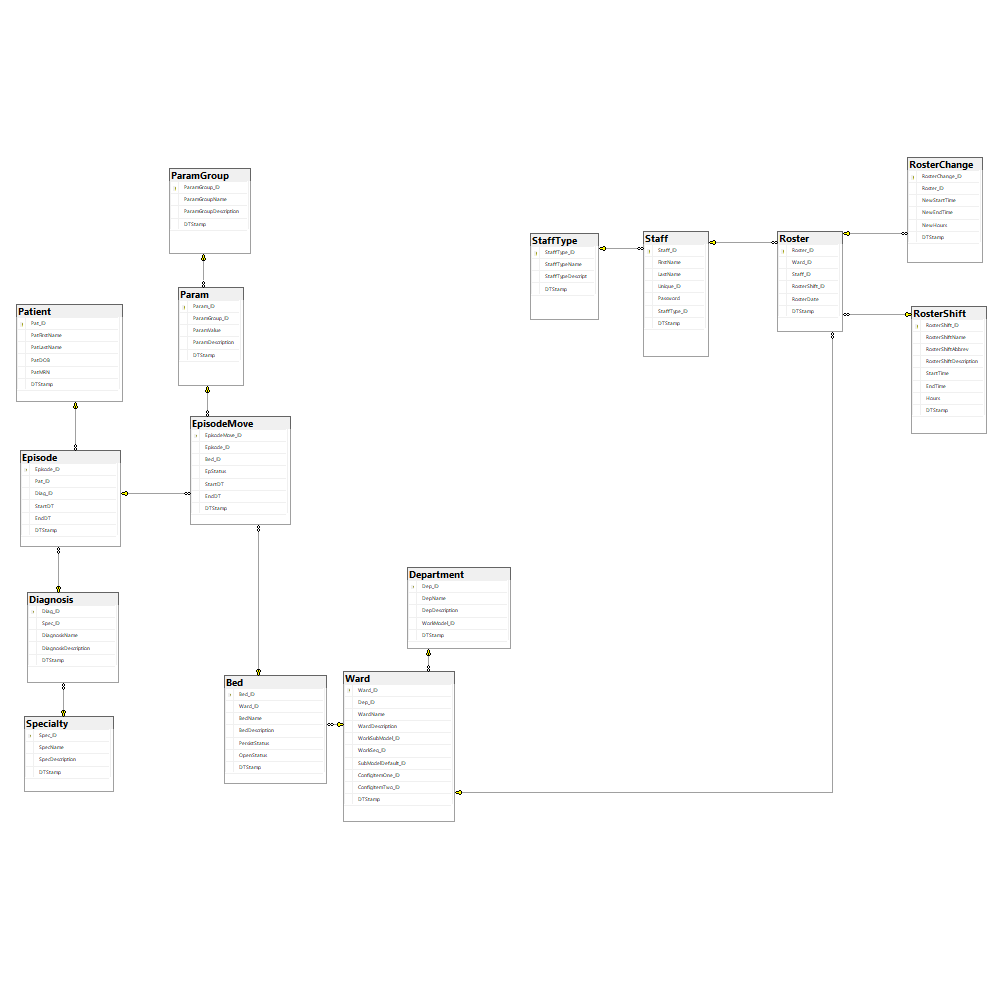 ParamGroup
ParamGroup_ID
ParamGroupName
ParamGroupDescription
DTStamp
RosterChange
RosterChange_ID
Roster_ID
NewStartTime
NewEndTime
NewHours
DTStamp
StaffType
StaffType_ID
StaffTypeName
StaffTypeDescript
DTStamp
Staff
Staff_ID
FirstName
LastName
Unique_ID
Password
StaffType_ID
DTStamp
Roster
Roster_ID
Ward_ID
Staff_ID
RosterShift_ID
RosterDate
DTStamp
Param
Param_ID
ParamGroup_ID
ParamValue
ParamDescription
DTStamp
Patient
Pat_ID
PatFirstName
PatLastName
PatDOB
PatMRN
DTStamp
RosterShift
RosterShift_ID
RosterShiftName
RosterShiftAbbrev
RosterShiftDescription
StartTime
EndTime
Hours
DTStamp
EpisodeMove
EpisodeMove_ID
Episode_ID
Bed_ID
EpStatus
StartDT
EndDT
DTStamp
Episode
Episode_ID
Pat_ID
Diag_ID
StartDT
EndDT
DTStamp
Department
Dep_ID
DepName
DepDescription
WorkModel_ID
DTStamp
Diagnosis
Diag_ID
Spec_ID
DiagnosisName
DiagnosisDescription
DTStamp
Bed
Bed_ID
Ward_ID
BedName
BedDescription
PersistStatus
OpenStatus
DTStamp
Ward
Ward_ID
Dep_ID
WardName
WardDescription
WorkSubModel_ID
WorkSeq_ID
SubModelDefault_ID
ConfigItemOne_ID
ConfigItemTwo_ID
DTStamp
Specialty
Spec_ID
SpecName
SpecDescription
DTStamp